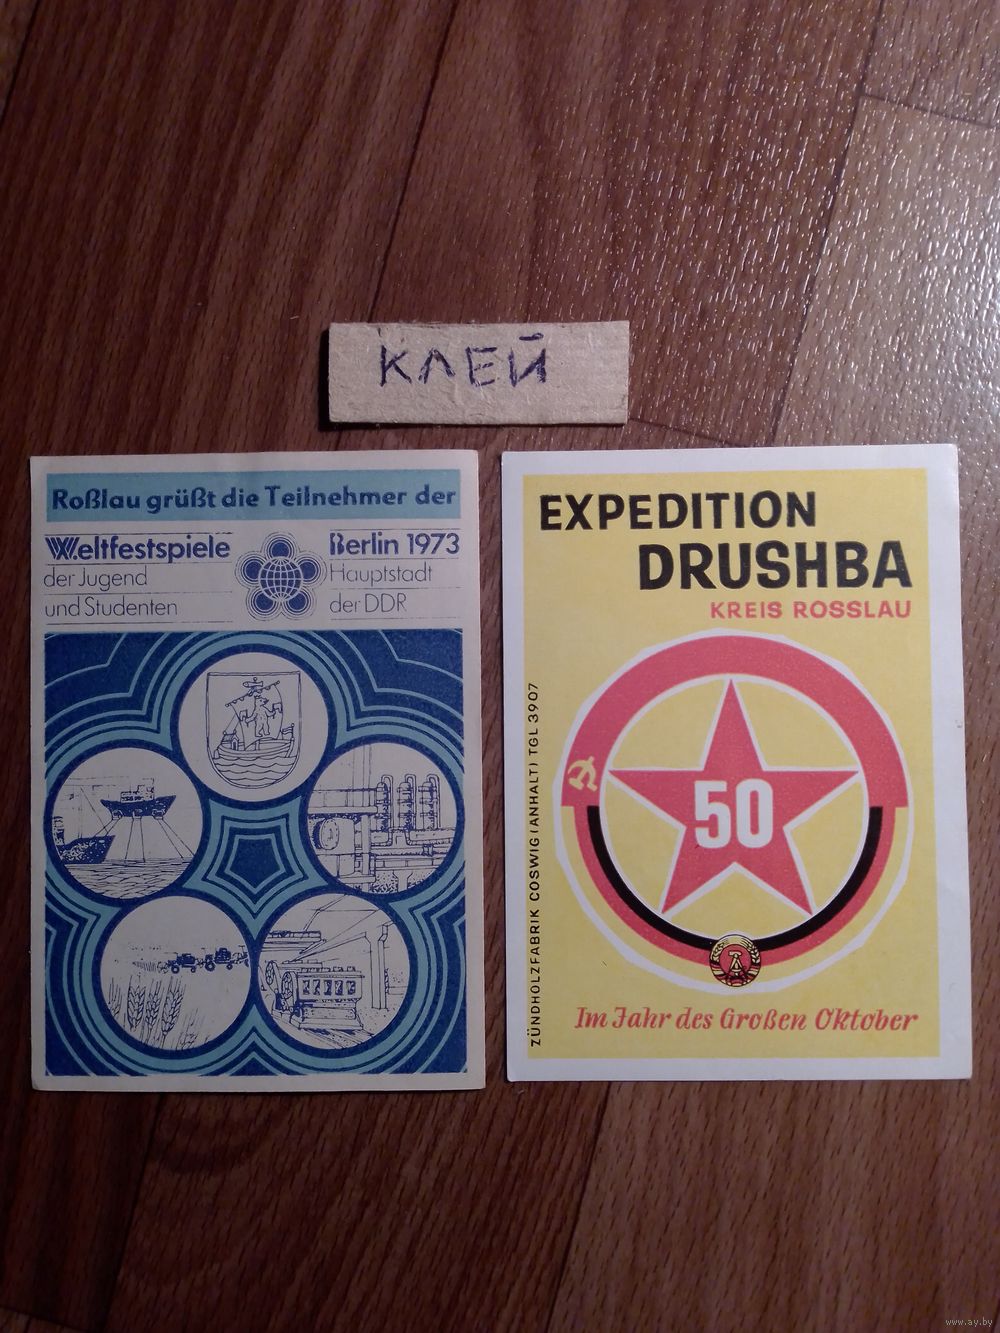 КЛЕЙ
Roßlau grüßt die Teilnehmer der
Weltfestspiele
der Jugend
und Studenten
Berlin 1973
Hauptstadt
der DDR
EXPEDITION
DRUSHBA
KREIS ROSSLAU
50
Im Jahr des Großen Oktober
ZÜNDHOLZFABRIK COSWIG (ANHALT) TGL 3907
www.ay.by